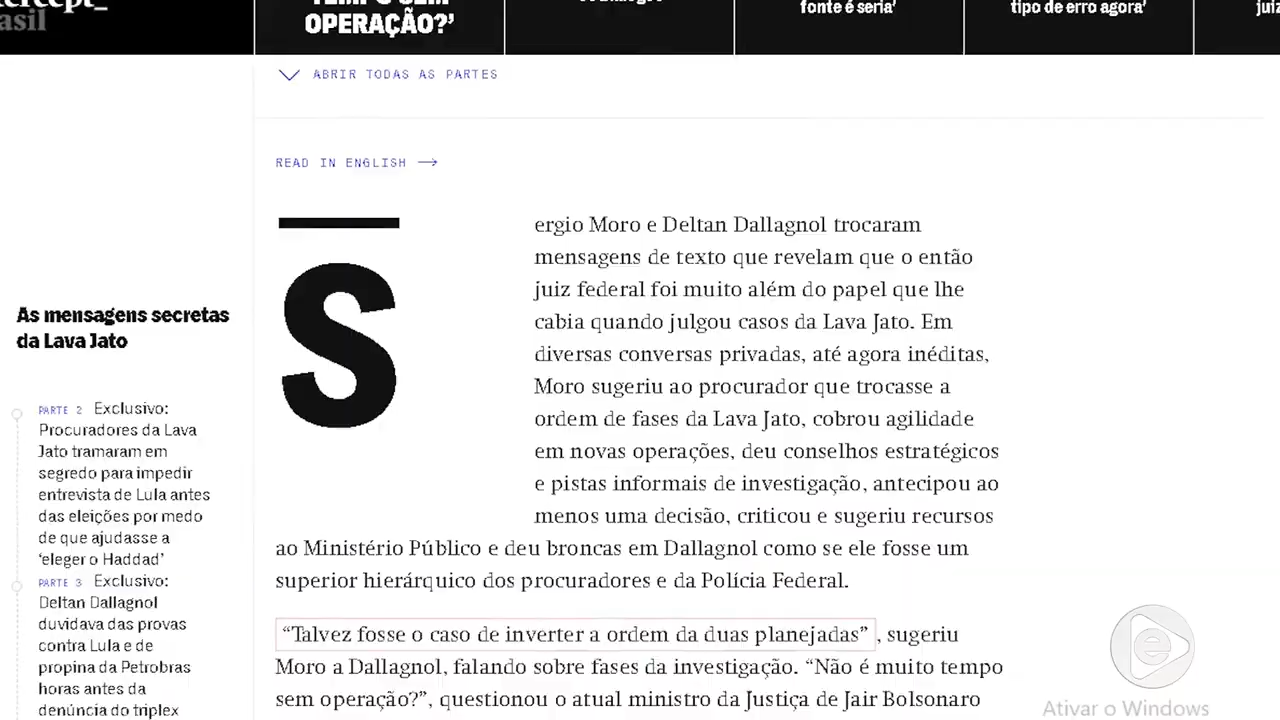 asil
OPERAÇÃO?’
fonte é seria’
tipo de erro agora’
ABRIR TODAS AS PARTES
READ IN ENGLISH →
As mensagens secretas
da Lava Jato
PARTE 2 Exclusivo:
Procuradores da Lava
Jato tramaram em
segredo para impedir
entrevista de Lula antes
das eleições por medo
de que ajudasse a
‘eleger o Haddad’
PARTE 3 Exclusivo:
Deltan Dallagnol
duvidava das provas
contra Lula e de
propina da Petrobras
horas antes da
denúncia do triplex
Sergio Moro e Deltan Dallagnol trocaram
mensagens de texto que revelam que o então
juiz federal foi muito além do papel que lhe
cabia quando julgou casos da Lava Jato. Em
diversas conversas privadas, até agora inéditas,
Moro sugeriu ao procurador que trocasse a
ordem de fases da Lava Jato, cobrou agilidade
em novas operações, deu conselhos estratégicos
e pistas informais de investigação, antecipou ao
menos uma decisão, criticou e sugeriu recursos
ao Ministério Público e deu broncas em Dallagnol como se ele fosse um
superior hierárquico dos procuradores e da Polícia Federal.
“Talvez fosse o caso de inverter a ordem da duas planejadas”, sugeriu
Moro a Dallagnol, falando sobre fases da investigação. “Não é muito tempo
sem operação?”, questionou o atual ministro da Justiça de Jair Bolsonaro
Ativar o Windows